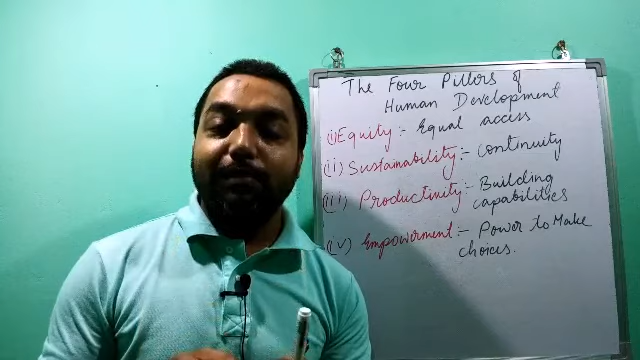 The Four Pillors of
Human Development
(i) Equity :- Equal access
(ii) Sustainability :- continuity
(iii) Productivity :- Building
capabilities
(iv) Empowerment :- Power to Make
choices.